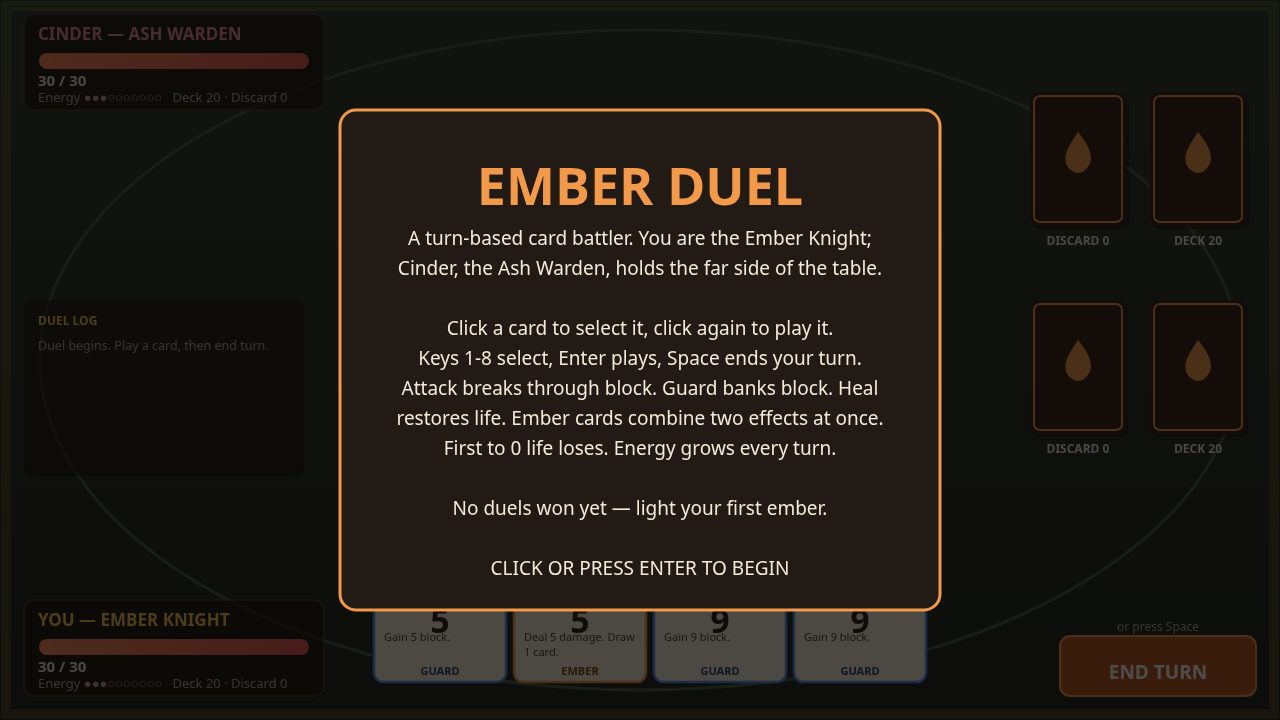 CINDER — ASH WARDEN
30 / 30
Energy ●●●○○○○○○○ Deck 20 · Discard 0
EMBER DUEL
A turn-based card battler. You are the Ember Knight;
Cinder, the Ash Warden, holds the far side of the table.
Click a card to select it, click again to play it.
Keys 1-8 select, Enter plays, Space ends your turn.
Attack breaks through block. Guard banks block. Heal
restores life. Ember cards combine two effects at once.
First to 0 life loses. Energy grows every turn.
No duels won yet — light your first ember.
CLICK OR PRESS ENTER TO BEGIN
DISCARD 0
DECK 20
DUEL LOG
Duel begins. Play a card, then end turn.
DISCARD 0
DECK 20
YOU — EMBER KNIGHT
30 / 30
Energy ●●●○○○○○○○ Deck 20 · Discard 0
5
Gain 5 block.
GUARD
5
Deal 5 damage. Draw
1 card.
EMBER
9
Gain 9 block.
GUARD
9
Gain 9 block.
GUARD
or press Space
END TURN